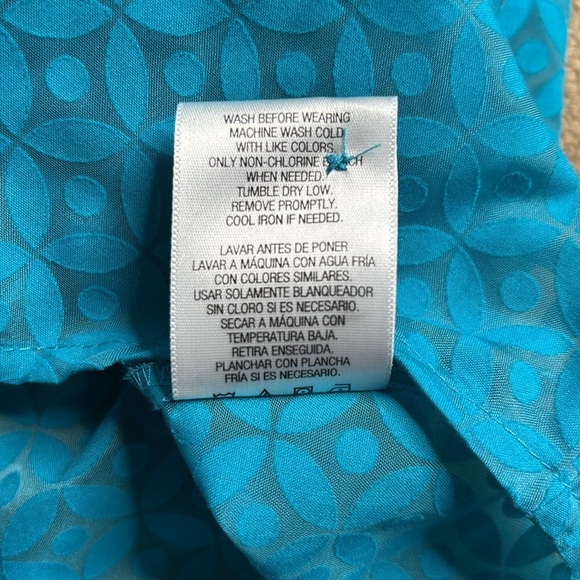 WASH BEFORE WEARING
MACHINE WASH COLD
WITH LIKE COLORS.
ONLY NON-CHLORINE
WHEN NEEDED.
TUMBLE DRY LOW.
REMOVE PROMPTLY.
COOL IRON IF NEEDED.
LAVAR ANTES DE PONER
LAVAR A MÁQUINA CON AGUA FRÍA
CON COLORES SIMILARES.
USAR SOLAMENTE BLANQUEADOR
SIN CLORO SI ES NECESARIO.
SECAR A MÁQUINA CON
TEMPERATURA BAJA.
RETIRA ENSEGUIDA.
PLANCHAR CON PLANCHA
FRÍA SI ES NECESARIO.